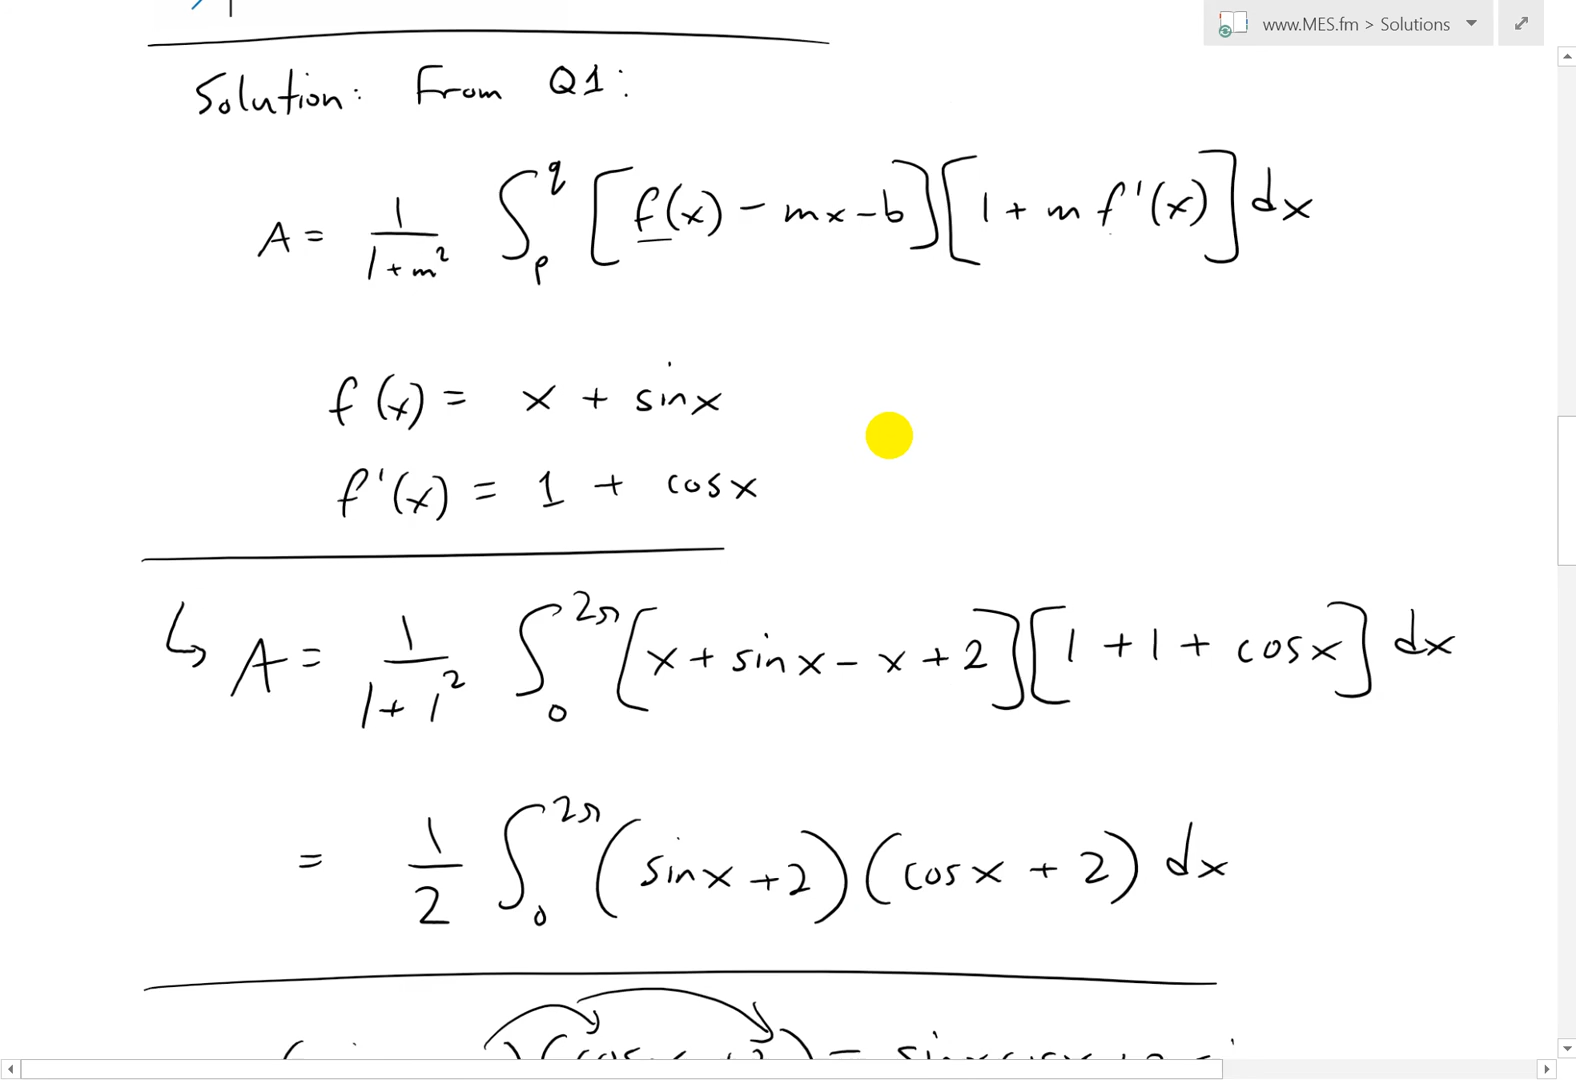 www.MES.fm > Solutions
Solution: From Q1:
A = 1/(1+m²) ∫_p^q [f(x) - mx - b][1 + m f'(x)] dx
f(x) = x + sinx
f'(x) = 1 + cosx
↳ A = 1/(1+1²) ∫_0^2π [x + sinx - x + 2][1 + 1 + cosx] dx
= 1/2 ∫_0^2π (sinx + 2)(cosx + 2) dx